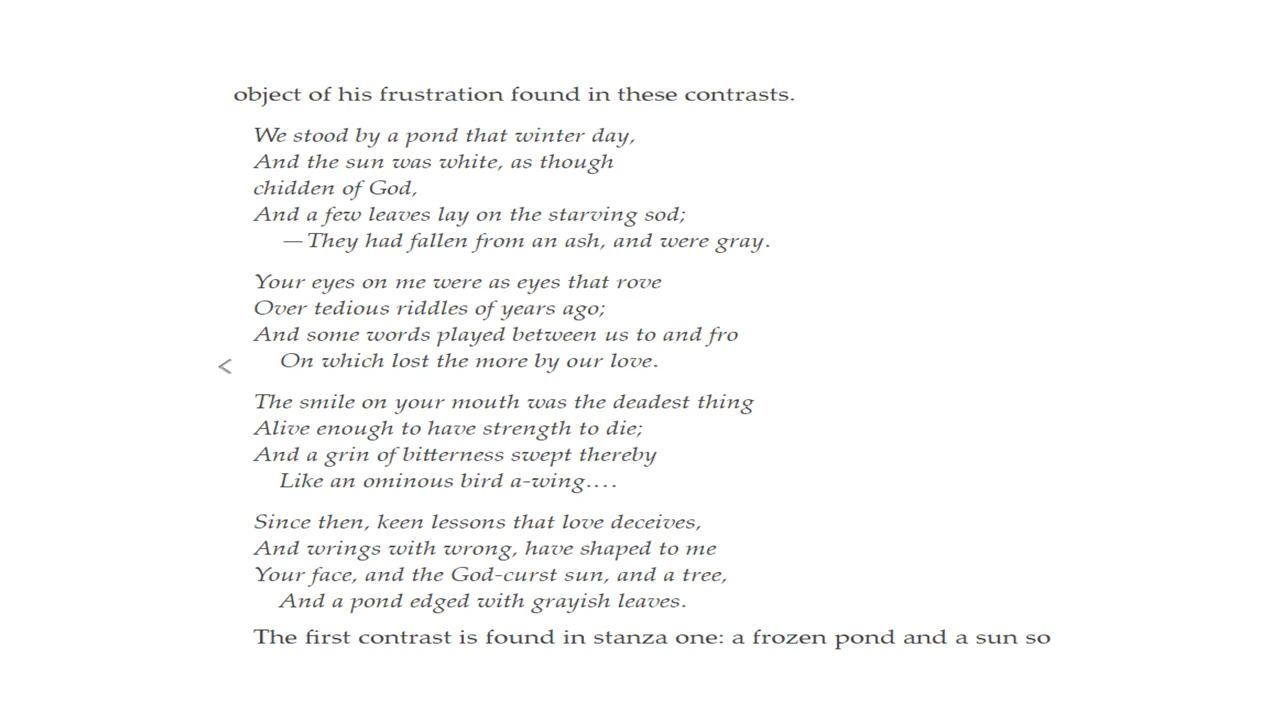 object of his frustration found in these contrasts.
We stood by a pond that winter day,
And the sun was white, as though
chidden of God,
And a few leaves lay on the starving sod;
—They had fallen from an ash, and were gray.
Your eyes on me were as eyes that rove
Over tedious riddles of years ago;
And some words played between us to and fro
On which lost the more by our love.
The smile on your mouth was the deadest thing
Alive enough to have strength to die;
And a grin of bitterness swept thereby
Like an ominous bird a-wing….
Since then, keen lessons that love deceives,
And wrings with wrong, have shaped to me
Your face, and the God-curst sun, and a tree,
And a pond edged with grayish leaves.
The first contrast is found in stanza one: a frozen pond and a sun so